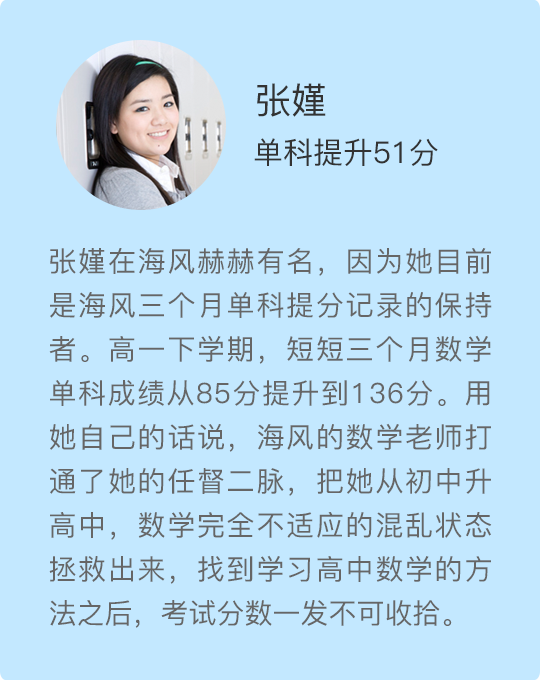 张嫤
单科提升51分
张嫤在海风赫赫有名，因为她目前
是海风三个月单科提分记录的保持
者。高一下学期，短短三个月数学
单科成绩从85分提升到136分。用
她自己的话说，海风的数学老师打
通了她的任督二脉，把她从初中升
高中，数学完全不适应的混乱状态
拯救出来，找到学习高中数学的方
法之后，考试分数一发不可收拾。